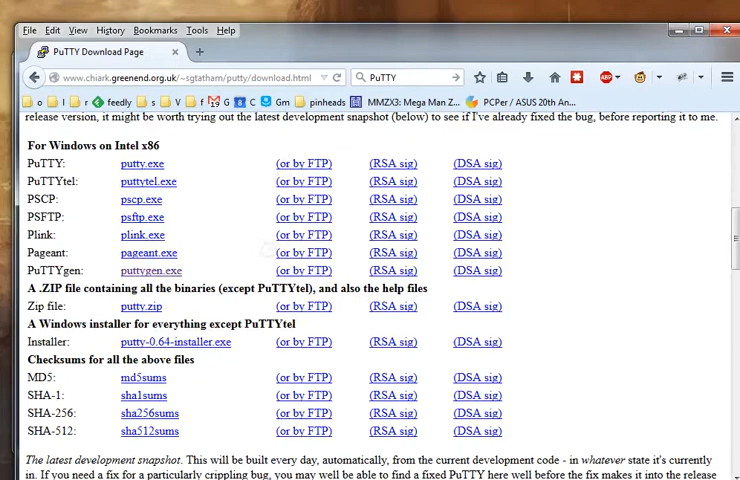 File Edit View History Bookmarks Tools Help
PuTTY Download Page
www.chiark.greenend.org.uk/~sgtatham/putty/download.html PuTTY
o l r feedly s V f 19 G C Gm pinheads MMZX3: Mega Man Z... PCPer / ASUS 20th An...
release version, it might be worth trying out the latest development snapshot (below) to see if I've already fixed the bug, before reporting it to me.
For Windows on Intel x86
PuTTY: putty.exe (or by FTP) (RSA sig) (DSA sig)
PuTTYtel: puttytel.exe (or by FTP) (RSA sig) (DSA sig)
PSCP: pscp.exe (or by FTP) (RSA sig) (DSA sig)
PSFTP: psftp.exe (or by FTP) (RSA sig) (DSA sig)
Plink: plink.exe (or by FTP) (RSA sig) (DSA sig)
Pageant: pageant.exe (or by FTP) (RSA sig) (DSA sig)
PuTTYgen: puttygen.exe (or by FTP) (RSA sig) (DSA sig)
A .ZIP file containing all the binaries (except PuTTYtel), and also the help files
Zip file: putty.zip (or by FTP) (RSA sig) (DSA sig)
A Windows installer for everything except PuTTYtel
Installer: putty-0.64-installer.exe (or by FTP) (RSA sig) (DSA sig)
Checksums for all the above files
MD5: md5sums (or by FTP) (RSA sig) (DSA sig)
SHA-1: sha1sums (or by FTP) (RSA sig) (DSA sig)
SHA-256: sha256sums (or by FTP) (RSA sig) (DSA sig)
SHA-512: sha512sums (or by FTP) (RSA sig) (DSA sig)
The latest development snapshot. This will be built every day, automatically, from the current development code - in whatever state it's currently
in. If you need a fix for a particularly crippling bug, you may well be able to find a fixed PuTTY here well before the fix makes it into the release